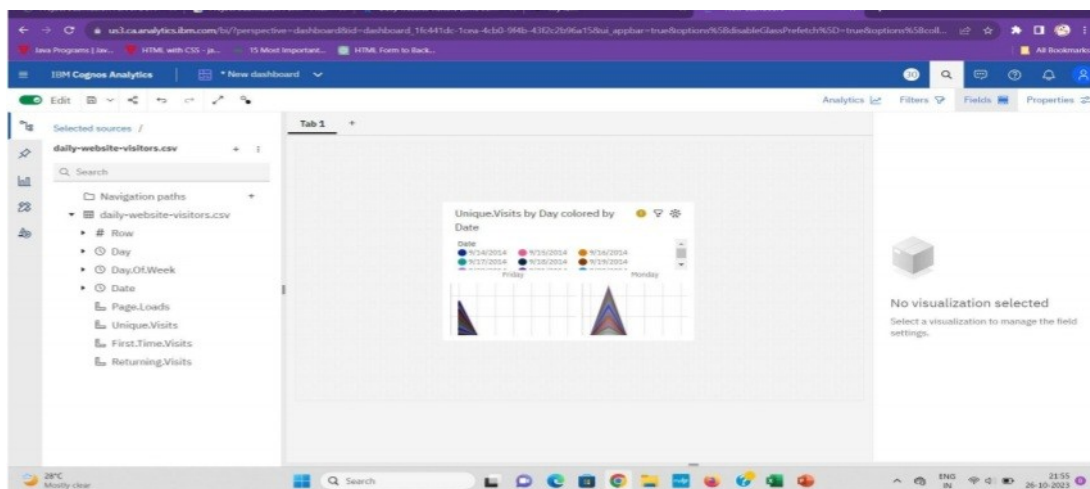 us3.ca.analytics.ibm.com/bi/?perspective=dashboard&id=dashboard_1fc441dc-1cea-4cb0-9f4b-43f2c2b96a15&ui_appbar=true&options%5BdisableGlassPrefetch%5D=true&options%5Bcoll...
Java Programs | Jav... HTML with CSS - ja... 15 Most Important... HTML Form to Back... All Bookmarks
IBM Cognos Analytics * New dashboard 30
Edit Analytics Filters Fields Properties
Selected sources / Tab 1 +
daily-website-visitors.csv
Search
Navigation paths
daily-website-visitors.csv
# Row
Day
Day.Of.Week
Date
Page.Loads
Unique.Visits
First.Time.Visits
Returning.Visits
Unique.Visits by Day colored by
Date
Date
9/14/2014 9/15/2014 9/16/2014
9/17/2014 9/18/2014 9/19/2014
Friday Monday
No visualization selected
Select a visualization to manage the field
settings.
28°C
Mostly clear
Search
ENG
IN
21:55
26-10-2023